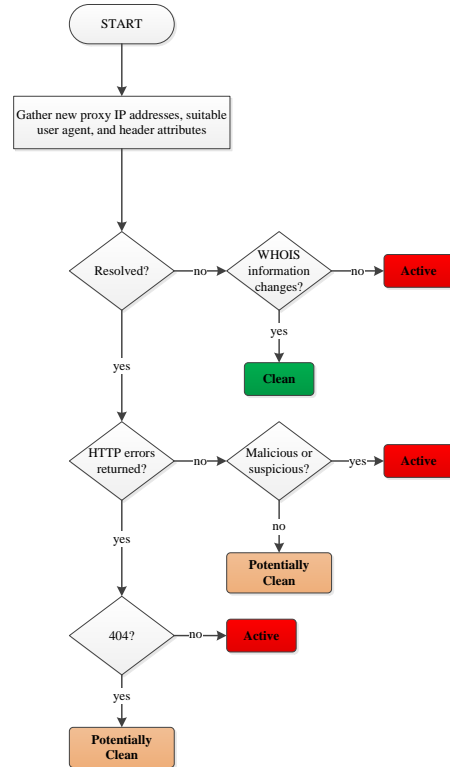 START
Gather new proxy IP addresses, suitable
user agent, and header attributes
Resolved?
no
WHOIS
information
changes?
no
Active
yes
yes
Clean
HTTP errors
returned?
no
Malicious or
suspicious?
yes
Active
yes
no
Potentially
Clean
404?
no
Active
yes
Potentially
Clean